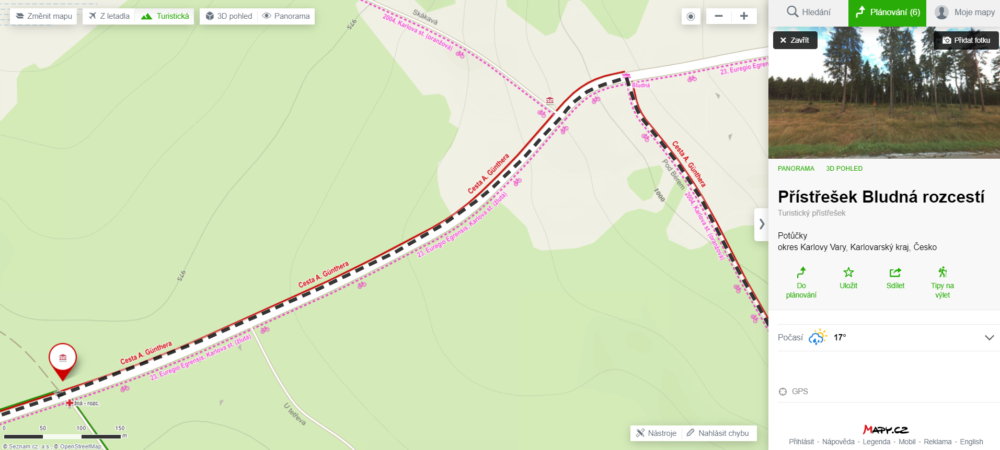 Změnit mapu
Z letadla
Turistická
3D pohled
Panorama
Hledání
Plánování (6)
Moje mapy
Zavřít
Přidat fotku
PANORAMA
3D POHLED
Přístřešek Bludná rozcestí
Turistický přístřešek
Potůčky
okres Karlovy Vary, Karlovarský kraj, Česko
Do
plánování
Uložit
Sdílet
Tipy na
výlet
Počasí
17°
GPS
MAPY.CZ
Přihlásit • Nápověda • Legenda • Mobil • Reklama • English
975
Skákavá
2004, Karlova st. (oranžová)
23, Euregio Egren
Bludná
Cesta A. Günthera
Cesta A. Günthera
Pod Bérem
1000
2004, Karlova st. (oranžová)
23, Euregio Egrensis, Karlova st. (žlutá)
Cesta A. Günthera
975
Cesta A. Günthera
23, Euregio Egrensis, Karlova st. (žlutá)
dná - rozc.
U tetřeva
0 50 100 150
m
© Seznam.cz, a.s., © OpenStreetMap
Nástroje
Nahlásit chybu